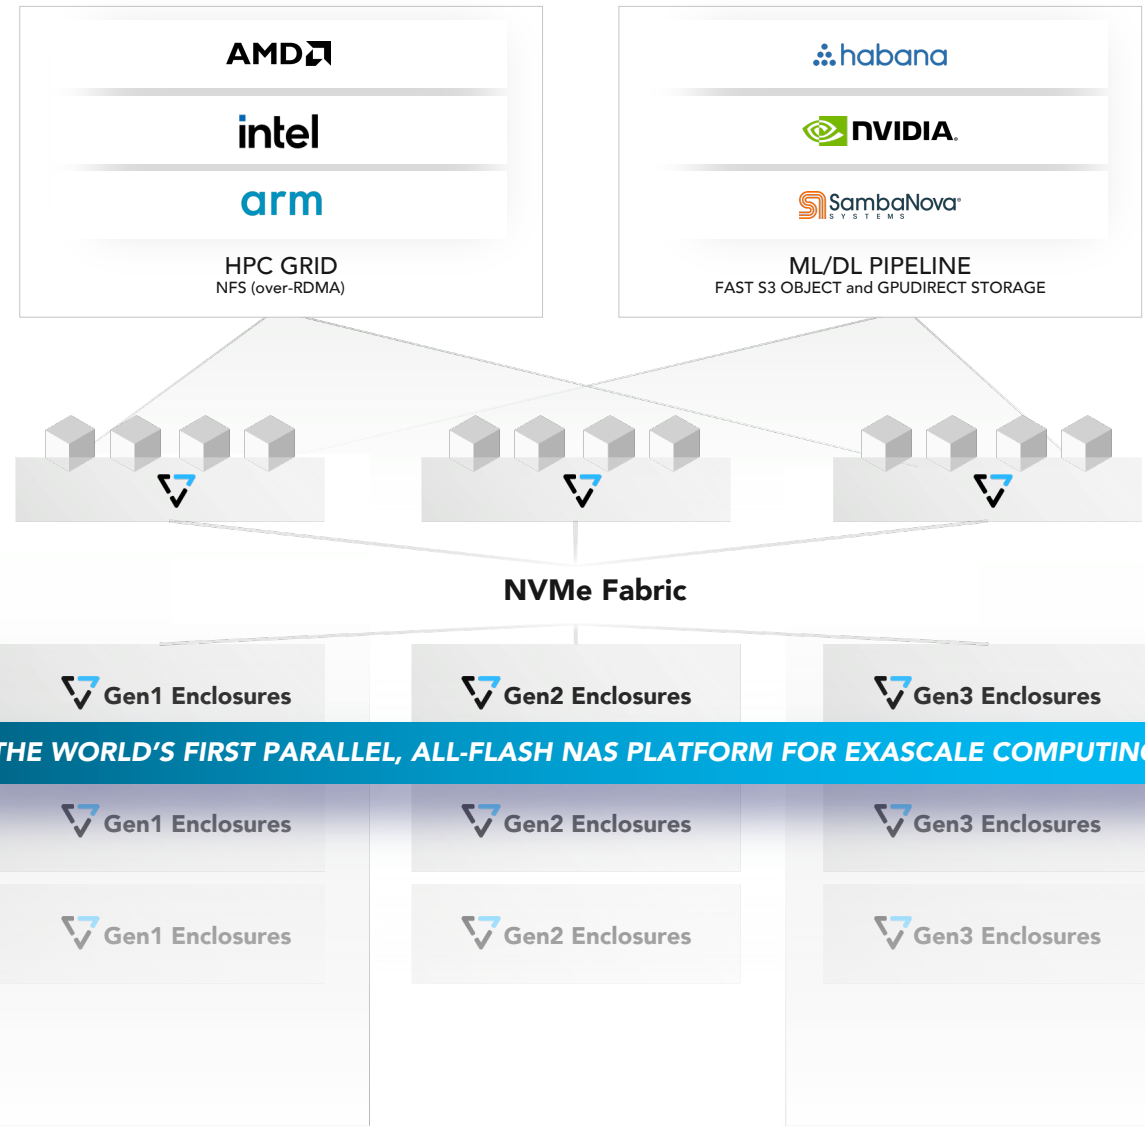 AMD
habana
intel
NVIDIA.
arm
SambaNova®
SYSTEMS
HPC GRID
NFS (over-RDMA)
ML/DL PIPELINE
FAST S3 OBJECT and GPUDIRECT STORAGE
NVMe Fabric
Gen1 Enclosures
Gen2 Enclosures
Gen3 Enclosures
THE WORLD'S FIRST PARALLEL, ALL-FLASH NAS PLATFORM FOR EXASCALE COMPUTING
Gen1 Enclosures
Gen2 Enclosures
Gen3 Enclosures
Gen1 Enclosures
Gen2 Enclosures
Gen3 Enclosures